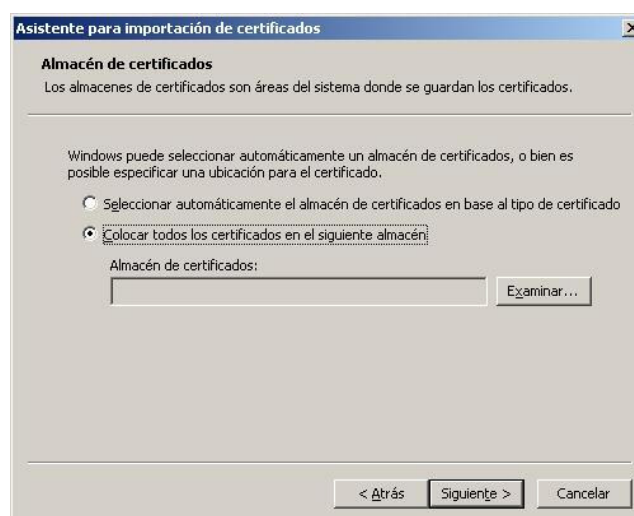 Asistente para importación de certificados
Almacén de certificados
Los almacenes de certificados son áreas del sistema donde se guardan los certificados.
Windows puede seleccionar automáticamente un almacén de certificados, o bien es
posible especificar una ubicación para el certificado.
Seleccionar automáticamente el almacén de certificados en base al tipo de certificado
Colocar todos los certificados en el siguiente almacén
Almacén de certificados:
Examinar...
< Atrás Siguiente > Cancelar